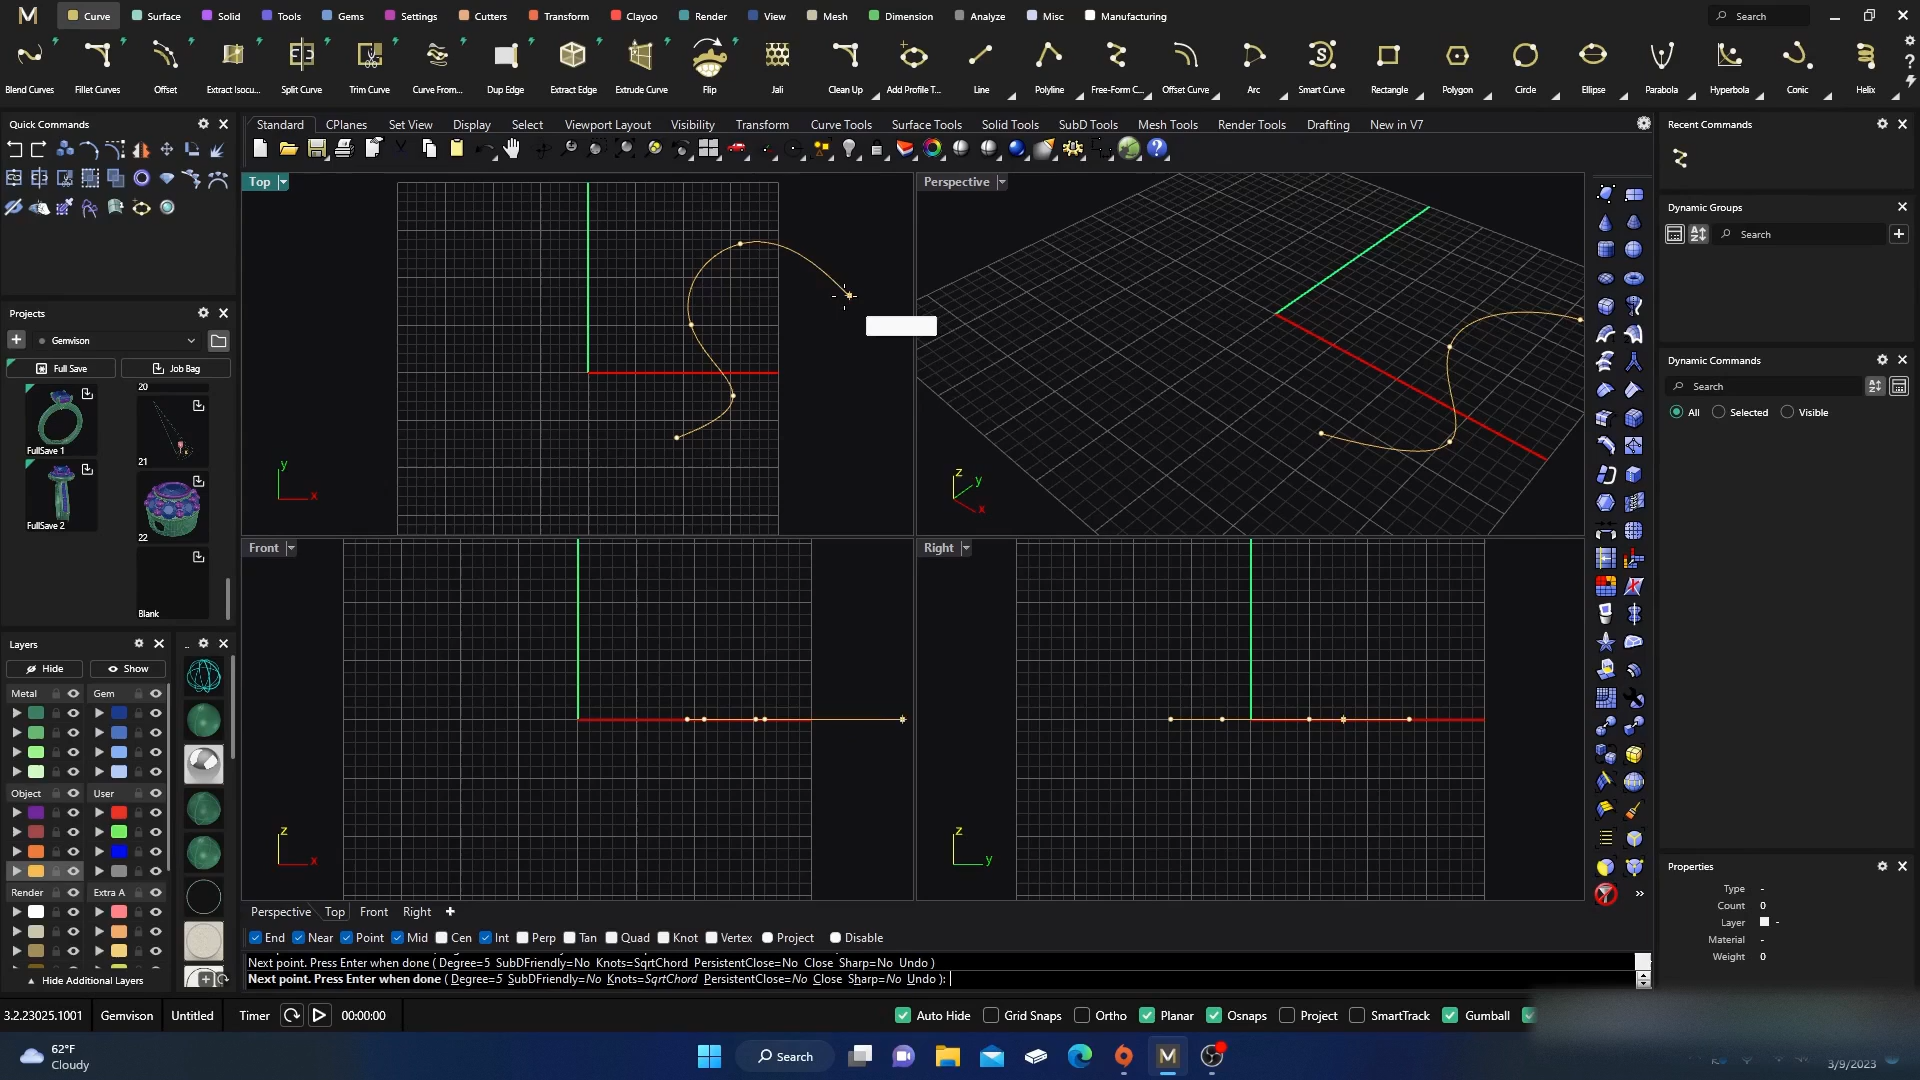 Curve Surface Solid Tools Gems Settings Cutters Transform Clayoo Render View Mesh Dimension Analyze Misc Manufacturing Search
Blend Curves Fillet Curves Offset Extract Isocu... Split Curve Trim Curve Curve From... Dup Edge Extract Edge Extrude Curve Flip Jali Clean Up Add Profile T... Line Polyline Free-Form C... Offset Curve Arc Smart Curve Rectangle Polygon Circle Ellipse Parabola Hyperbola Conic Helix
Quick Commands
Standard CPlanes Set View Display Select Viewport Layout Visibility Transform Curve Tools Surface Tools Solid Tools SubD Tools Mesh Tools Render Tools Drafting New in V7
Recent Commands
Top
Perspective
Dynamic Groups
Search
Projects
Gemvison
Full Save Job Bag
20
FullSave 1
21
FullSave 2
22
Blank
y
x
z
y
x
Dynamic Commands
Search
All Selected Visible
Front
Right
Layers
Hide Show
Metal Gem
Object User
Render Extra A
Hide Additional Layers
z
x
z
y
Properties
Type -
Count 0
Layer -
Material -
Weight 0
Perspective Top Front Right
End Near Point Mid Cen Int Perp Tan Quad Knot Vertex Project Disable
Next point. Press Enter when done ( Degree=5 SubDFriendly=No Knots=SqrtChord PersistentClose=No Close Sharp=No Undo )
Next point. Press Enter when done ( Degree=5 SubDFriendly=No Knots=SqrtChord PersistentClose=No Close Sharp=No Undo ):
3.2.23025.1001 Gemvison Untitled Timer 00:00:00 Auto Hide Grid Snaps Ortho Planar Osnaps Project SmartTrack Gumball
62°F
Cloudy
Search
3/9/2023